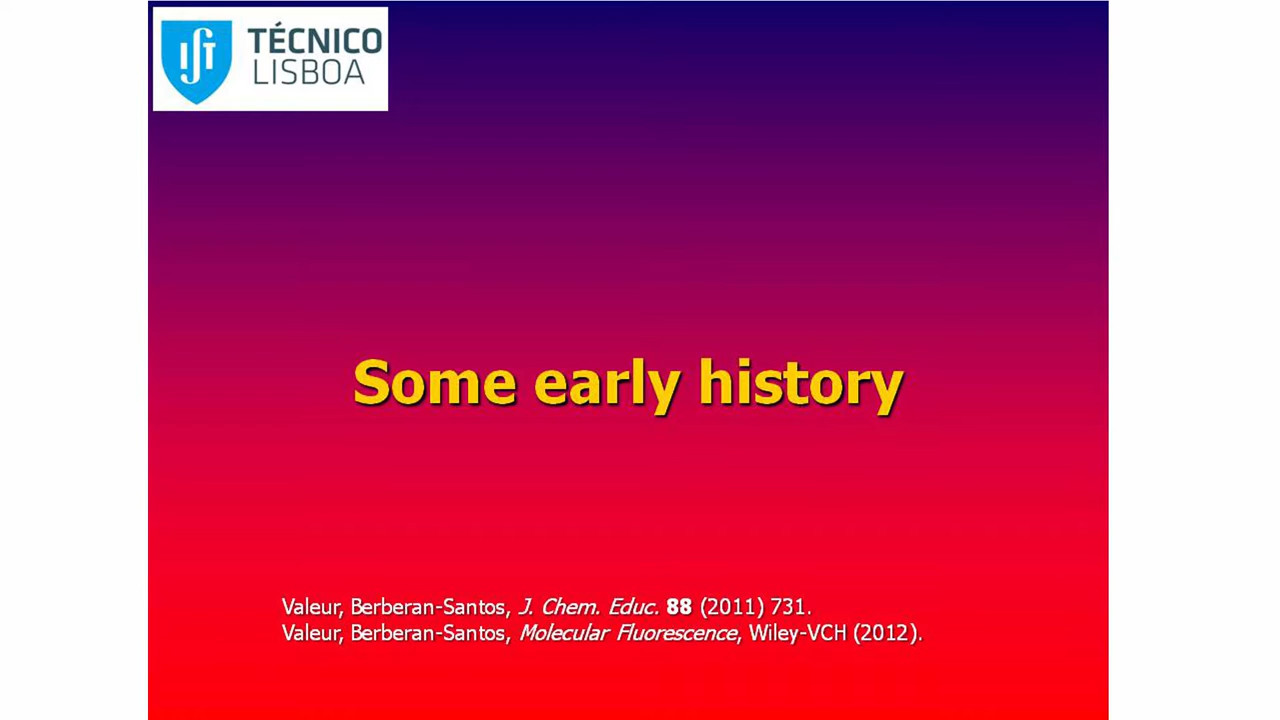 TÉCNICO
LISBOA
Some early history
Valeur, Berberan-Santos, J. Chem. Educ. 88 (2011) 731.
Valeur, Berberan-Santos, Molecular Fluorescence, Wiley-VCH (2012).